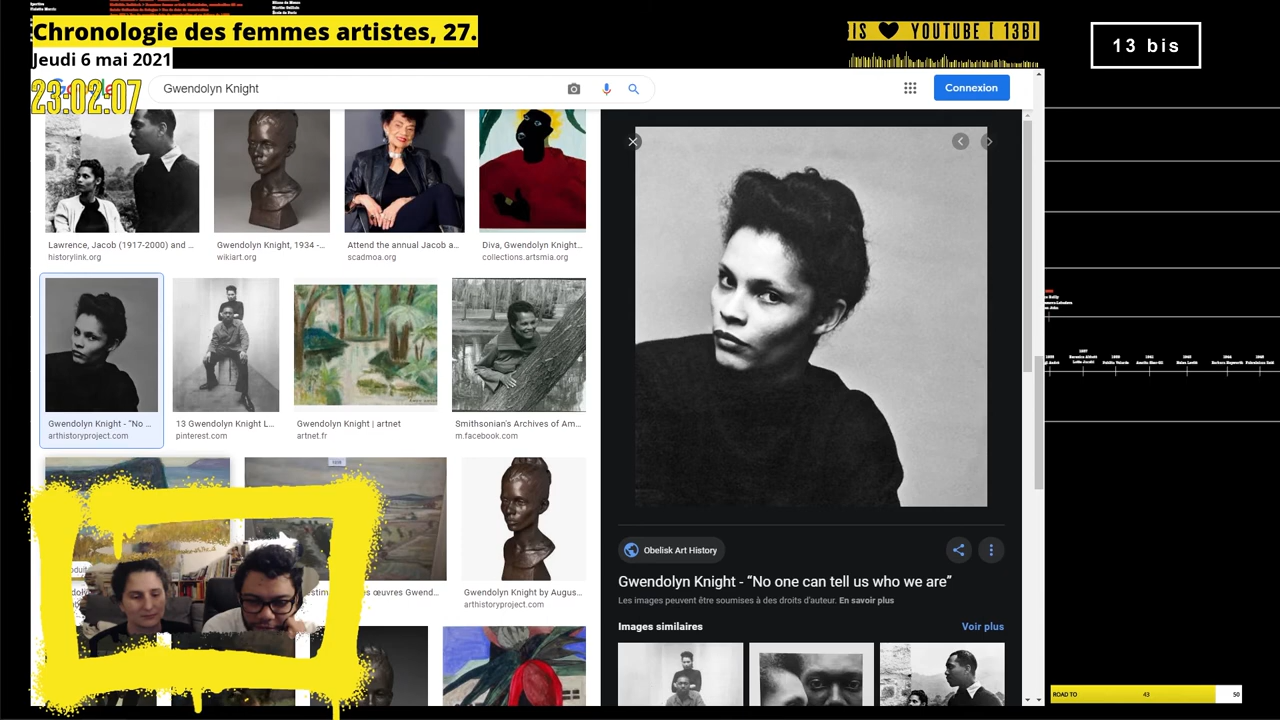 Chronologie des femmes artistes, 27.
Jeudi 6 mai 2021
23:02:07
IS ♥ YOUTUBE [ 13BI
13 bis
Gwendolyn Knight
Connexion
Lawrence, Jacob (1917-2000) and ...
historylink.org
Gwendolyn Knight, 1934 -...
wikiart.org
Attend the annual Jacob a...
scadmoa.org
Diva, Gwendolyn Knight...
collections.artsmia.org
Gwendolyn Knight - “No ...
arthistoryproject.com
13 Gwendolyn Knight L...
pinterest.com
Gwendolyn Knight | artnet
artnet.fr
Smithsonian's Archives of Am...
m.facebook.com
œuvres Gwend...
Gwendolyn Knight by Augus...
arthistoryproject.com
Obelisk Art History
Gwendolyn Knight - “No one can tell us who we are”
Les images peuvent être soumises à des droits d'auteur. En savoir plus
Images similaires
Voir plus
ROAD TO
43
50